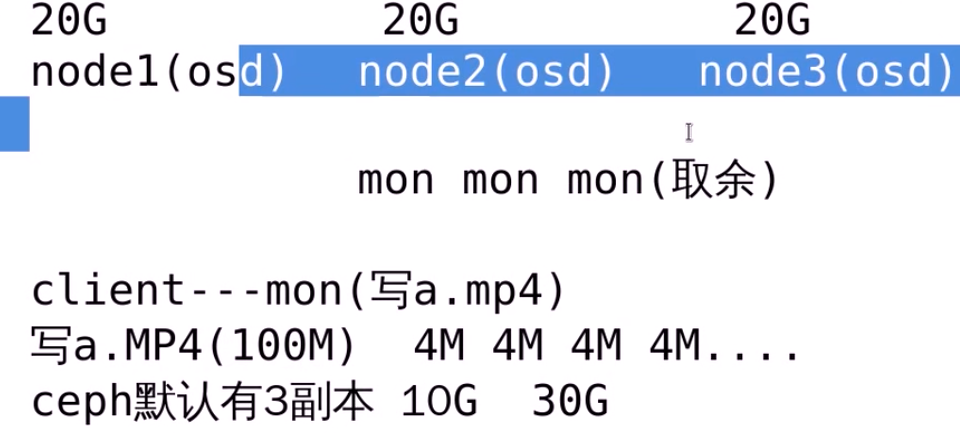 20G 20G 20G
node1(osd) node2(osd) node3(osd)
mon mon mon(取余)
client---mon(写a.mp4)
写a.MP4(100M) 4M 4M 4M 4M....
ceph默认有3副本 10G 30G